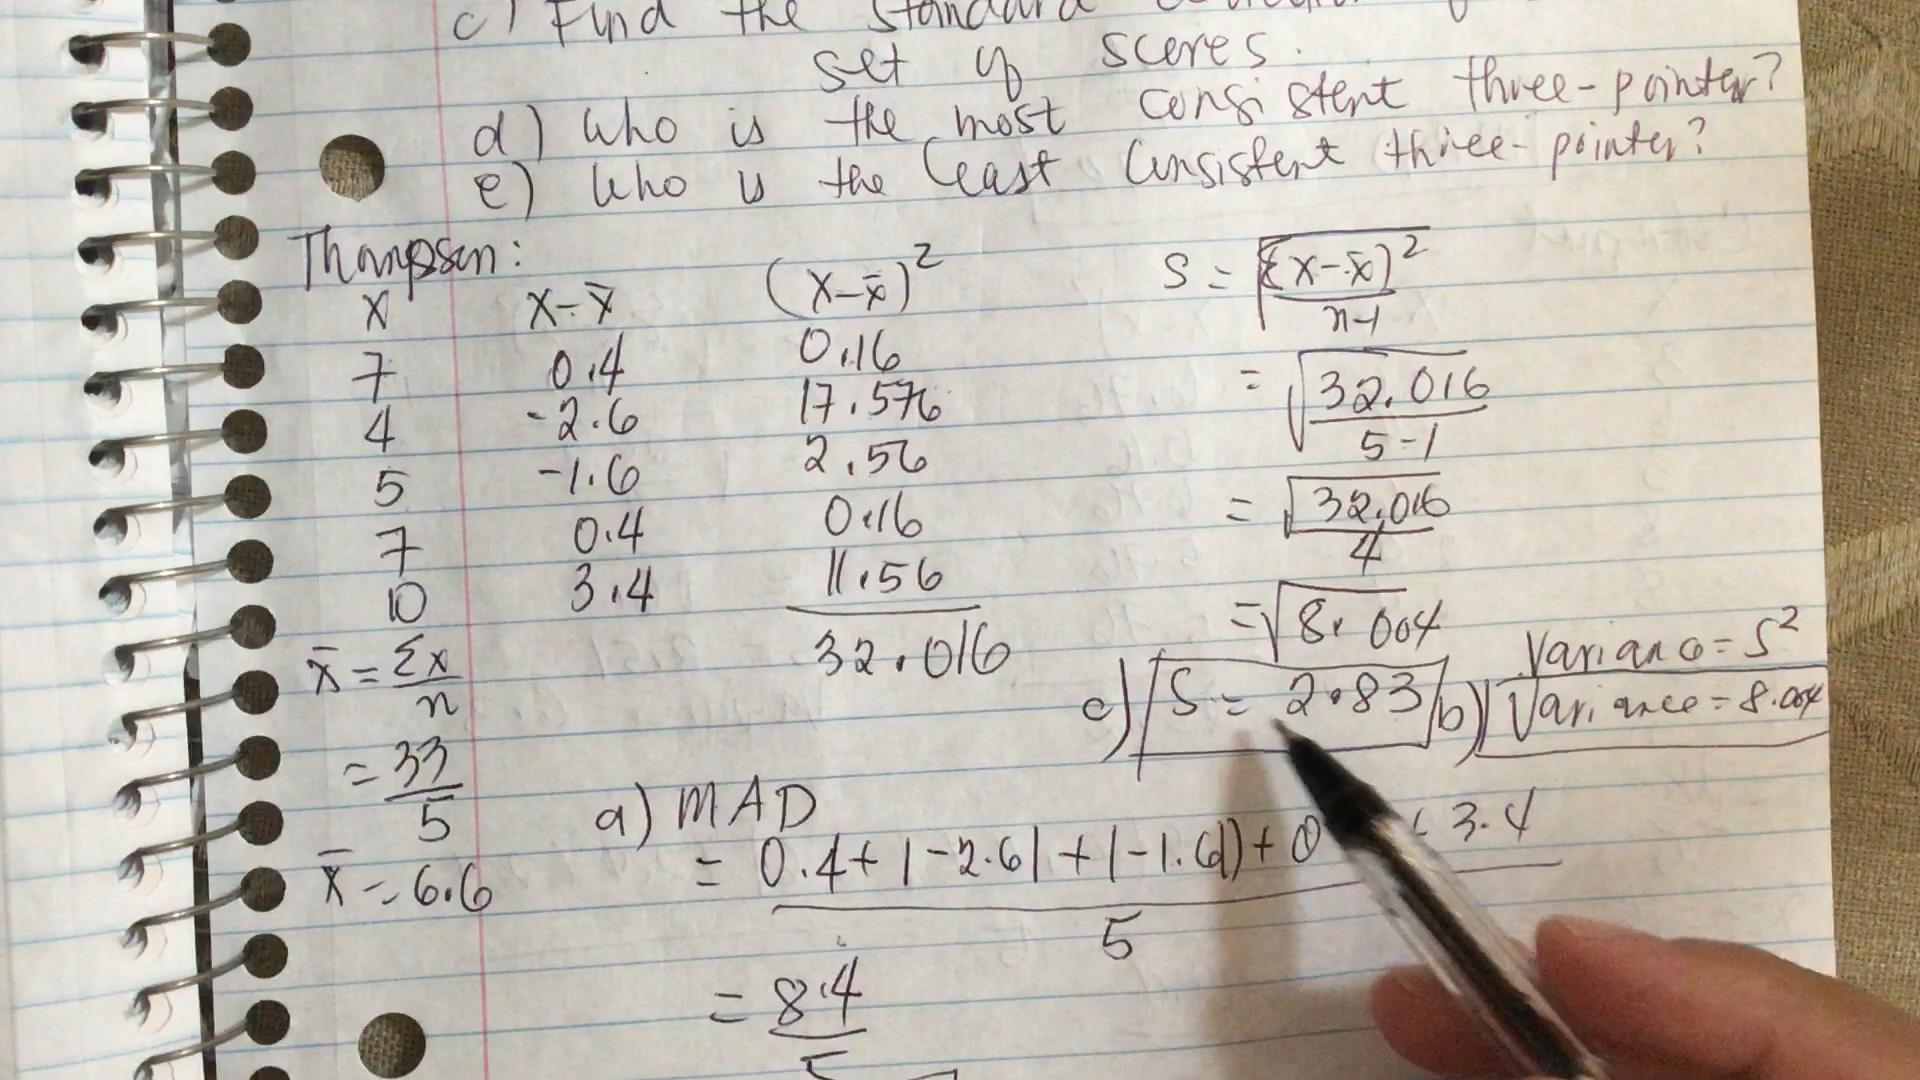 c) Find the standard
set of scores.
d) Who is the most consistent three-pointer?
e) Who is the least consistent three-pointer?
Thompson:
X X-x̄ (X-x̄)²
7 0.4 0.16
4 -2.6 17.576
5 -1.6 2.56
7 0.4 0.16
10 3.4 11.56
32.016
x̄ = Σx/n
= 33/5
x̄ = 6.6
S = √(Σ(x-x̄)²/n-1)
= √(32.016/5-1)
= √(32.016/4)
= √8.004
c) S = 2.83
Variance = S²
b) Variance = 8.004
a) MAD
= 0.4 + |-2.6| + |-1.6|) + 0 3.4
5
= 8.4
5